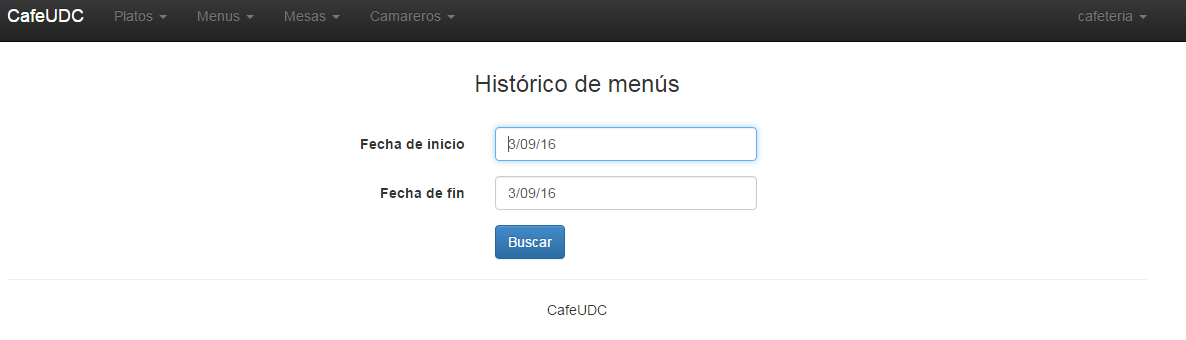 CafeUDC Platos Menus Mesas Camareros cafeteria
Histórico de menús
Fecha de inicio 3/09/16
Fecha de fin 3/09/16
Buscar
CafeUDC